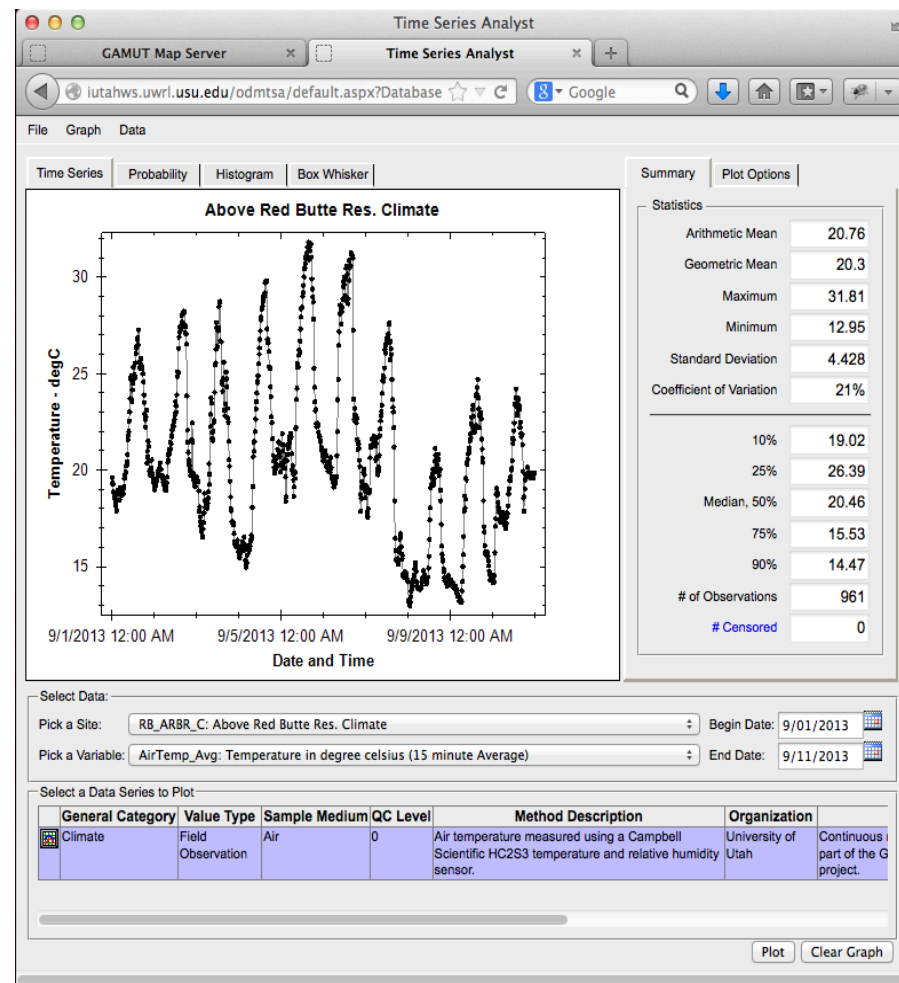 Time Series Analyst
GAMUT Map Server
Time Series Analyst
iutahws.uwrl.usu.edu/odmtsa/default.aspx?Database
Google
File Graph Data
Time Series Probability Histogram Box Whisker
Above Red Butte Res. Climate
30
25
20
15
Temperature - degC
9/1/2013 12:00 AM 9/5/2013 12:00 AM 9/9/2013 12:00 AM
Date and Time
Summary Plot Options
Statistics
Arithmetic Mean 20.76
Geometric Mean 20.3
Maximum 31.81
Minimum 12.95
Standard Deviation 4.428
Coefficient of Variation 21%
10% 19.02
25% 26.39
Median, 50% 20.46
75% 15.53
90% 14.47
# of Observations 961
# Censored 0
Select Data:
Pick a Site: RB_ARBR_C: Above Red Butte Res. Climate Begin Date: 9/01/2013
Pick a Variable: AirTemp_Avg: Temperature in degree celsius (15 minute Average) End Date: 9/11/2013
Select a Data Series to Plot
General Category Value Type Sample Medium QC Level Method Description Organization
Climate Field Air 0 Air temperature measured using a Campbell University of Continuous
Observation Scientific HC2S3 temperature and relative humidity Utah part of the G
sensor. project.
Plot Clear Graph